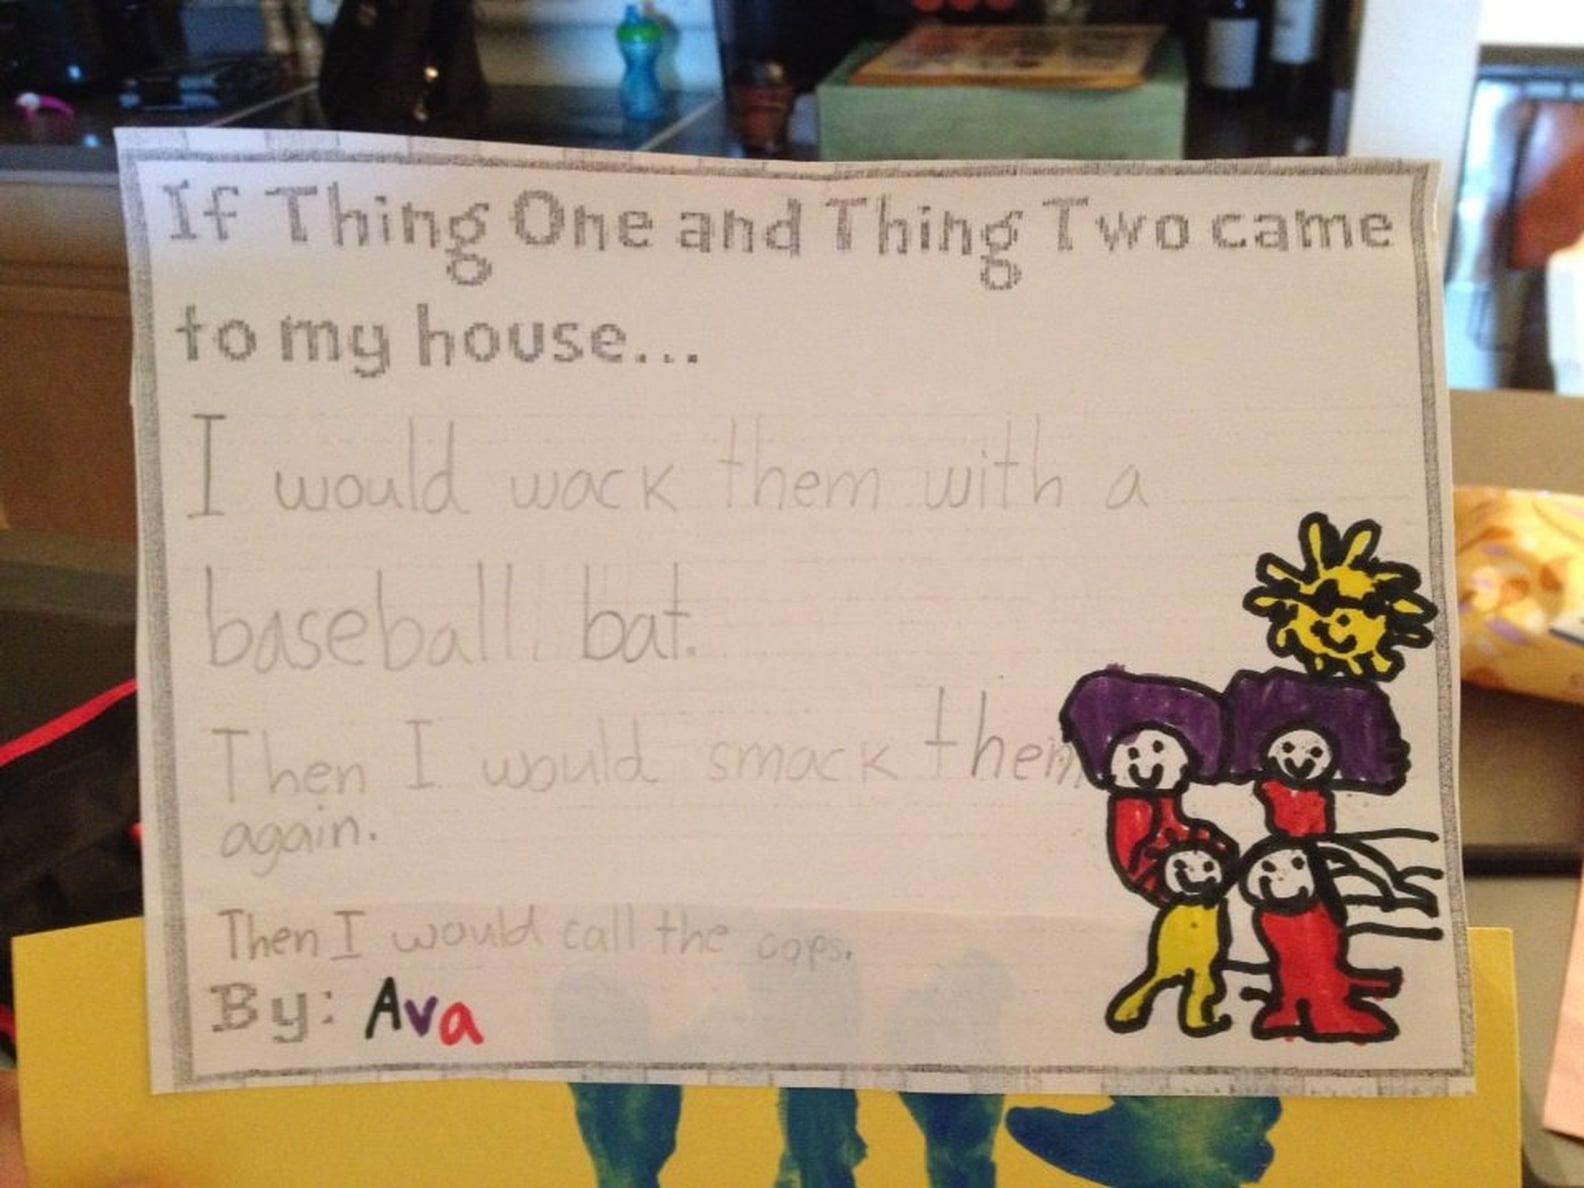 If Thing One and Thing Two came
to my house...
I would wack them with a
baseball bat.
Then I would smack them
again.
Then I would call the cops.
By: Ava